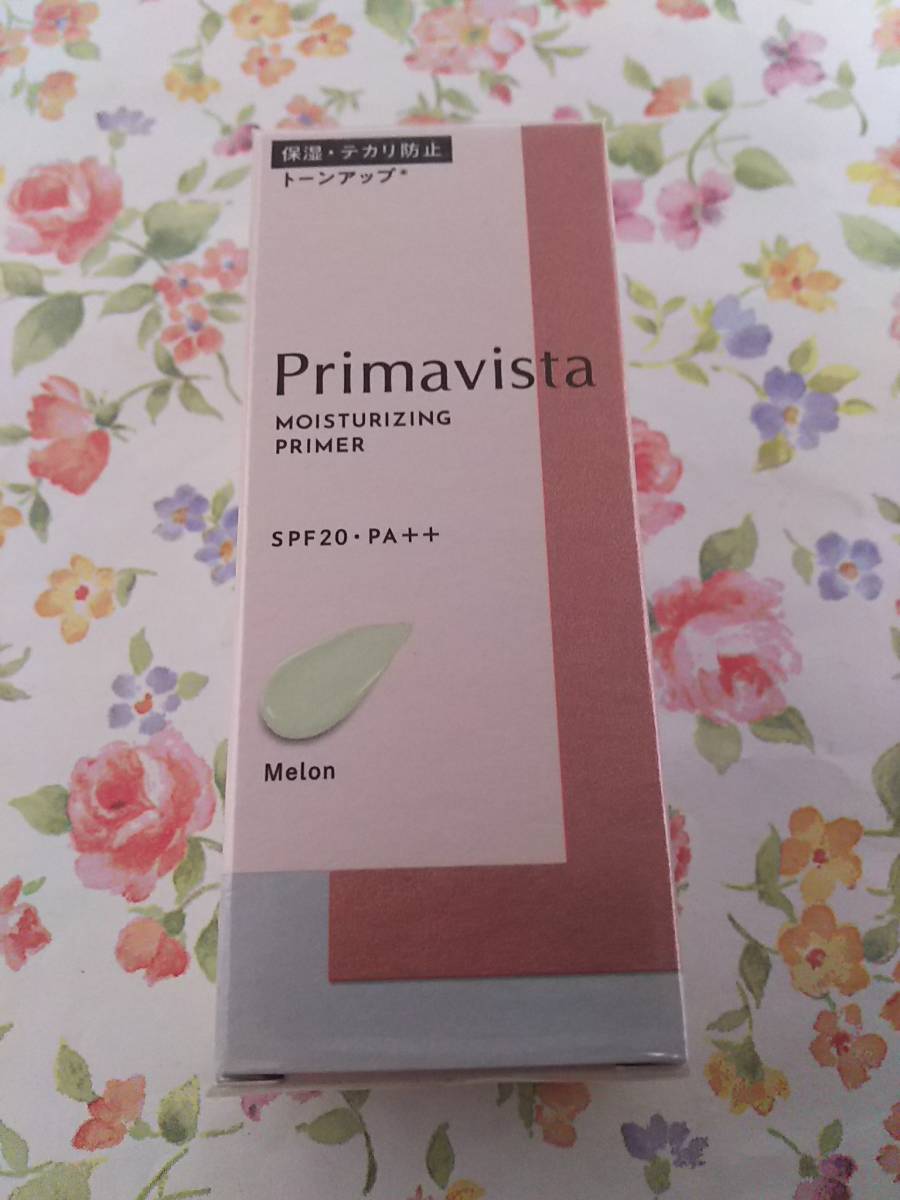 保湿・テカリ防止
トーンアップ*
Primavista
MOISTURIZING
PRIMER
SPF20・PA++
Melon